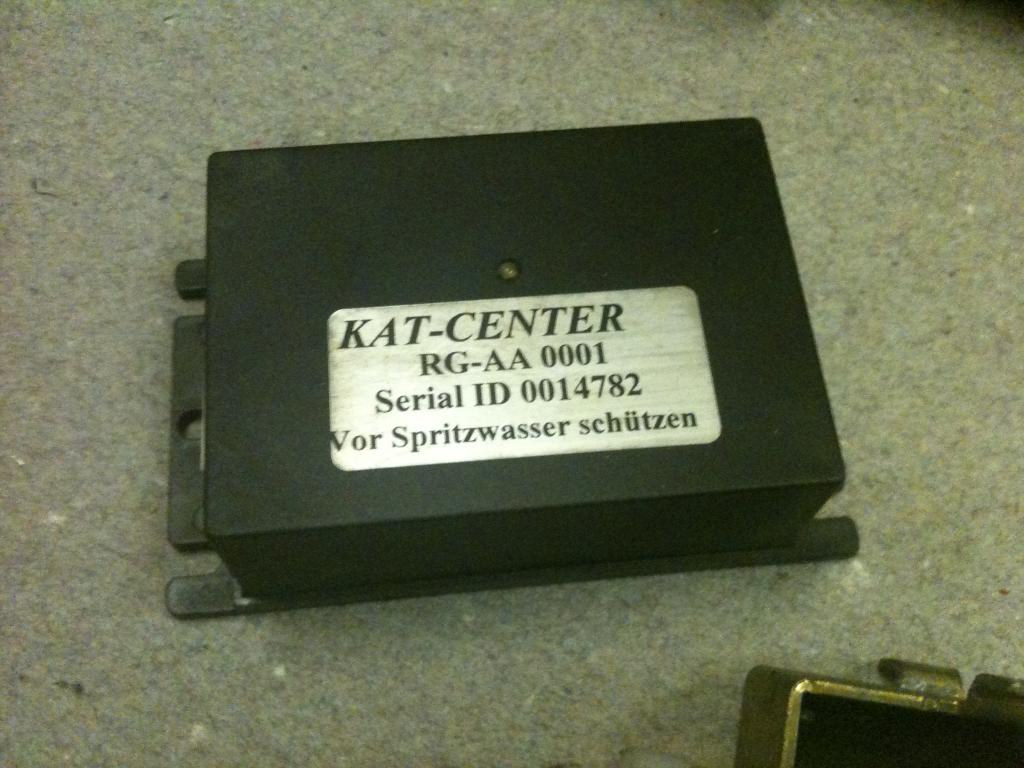 KAT-CENTER
RG-AA 0001
Serial ID 0014782
Vor Spritzwasser schützen